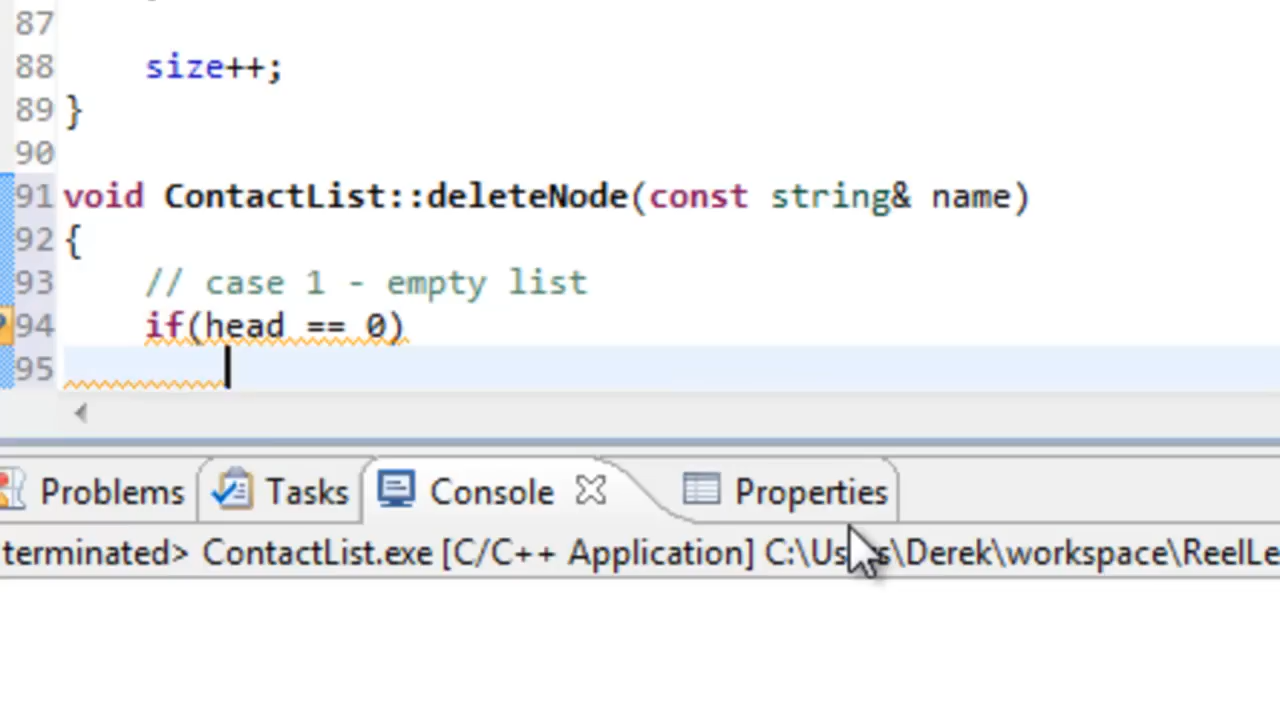 87
88 size++;
89 }
90
91 void ContactList::deleteNode(const string& name)
92 {
93 // case 1 - empty list
94 if(head == 0)
95
Problems Tasks Console Properties
terminated> ContactList.exe [C/C++ Application] C:\Users\Derek\workspace\ReelLe